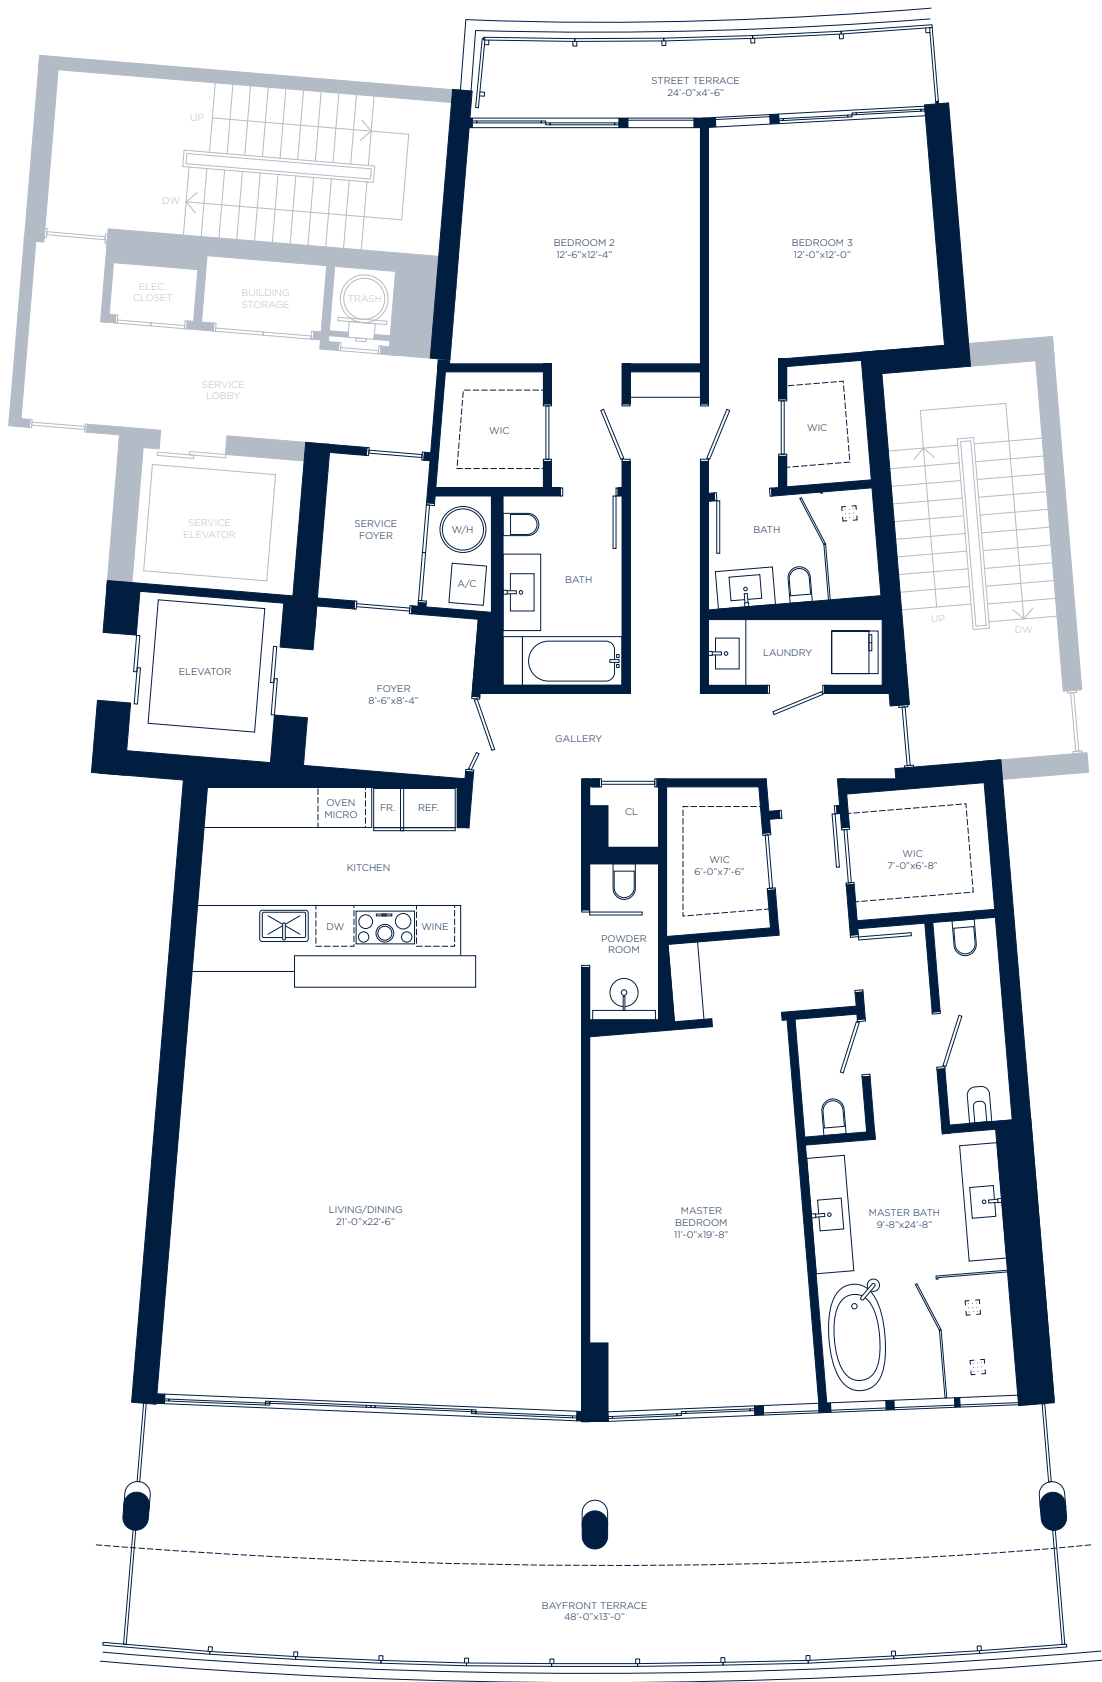 STREET TERRACE
24'-0"x4'-6"
UP
DW
BEDROOM 2
12'-6"x12'-4"
BEDROOM 3
12'-0"x12'-0"
ELEC.
CLOSET
BUILDING
STORAGE
TRASH
SERVICE
LOBBY
WIC
WIC
SERVICE
ELEVATOR
SERVICE
FOYER
W/H
A/C
BATH
BATH
UP
DW
ELEVATOR
FOYER
8'-6"x8'-4"
LAUNDRY
GALLERY
OVEN
MICRO
FR.
REF.
CL
KITCHEN
WIC
6'-0"x7'-6"
WIC
7'-0"x6'-8"
DW
WINE
POWDER
ROOM
LIVING/DINING
21'-0"x22'-6"
MASTER
BEDROOM
11'-0"x19'-8"
MASTER BATH
9'-8"x24'-8"
BAYFRONT TERRACE
48'-0"x13'-0"